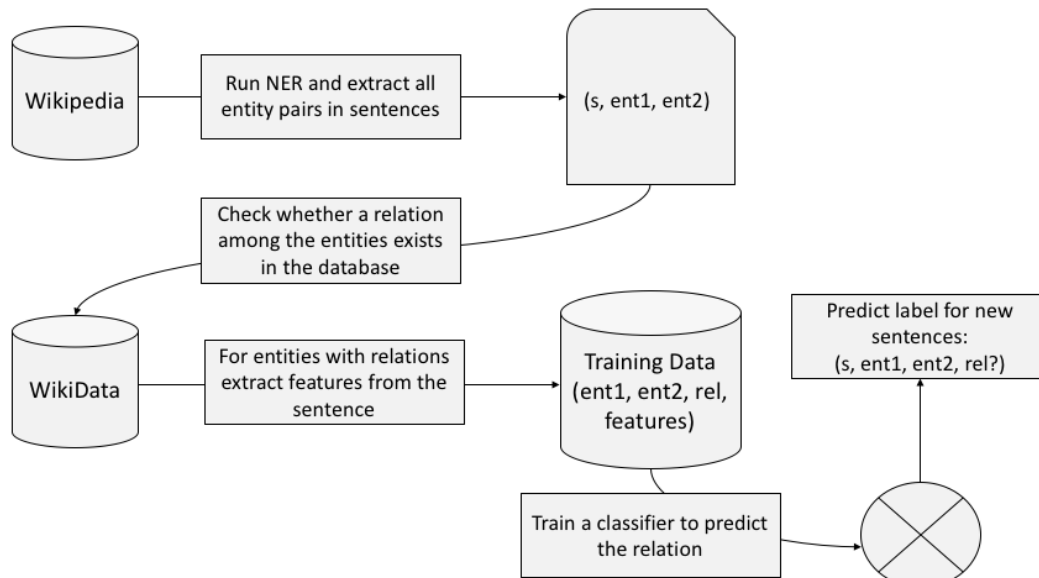 Wikipedia
Run NER and extract all
entity pairs in sentences
(s, ent1, ent2)
Check whether a relation
among the entities exists
in the database
WikiData
For entities with relations
extract features from the
sentence
Training Data
(ent1, ent2, rel,
features)
Predict label for new
sentences:
(s, ent1, ent2, rel?)
Train a classifier to predict
the relation